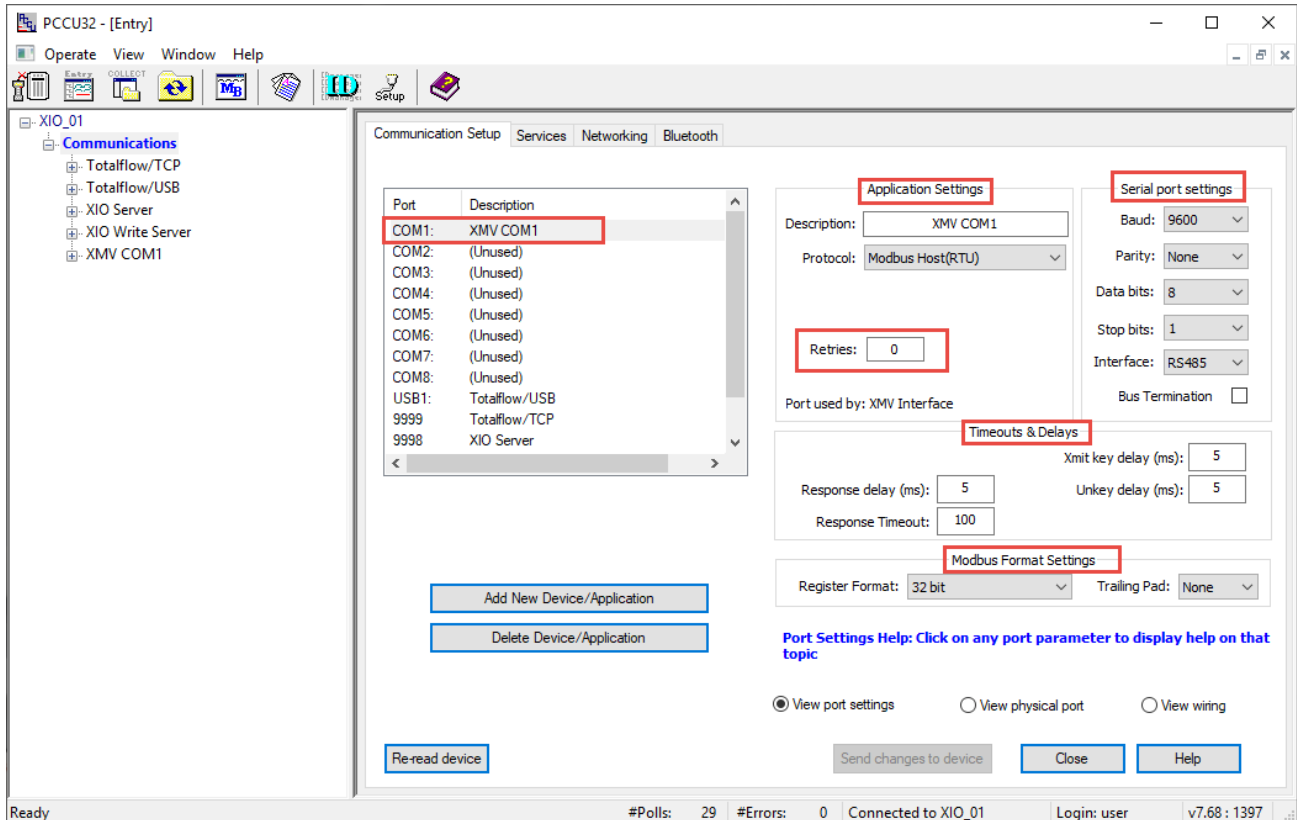 PCCU32 - [Entry]
Operate View Window Help
Entry
COLLECT
MB
ID
Setup
XIO_01
Communications
Totalflow/TCP
Totalflow/USB
XIO Server
XIO Write Server
XMV COM1
Communication Setup Services Networking Bluetooth
Port Description
COM1: XMV COM1
COM2: (Unused)
COM3: (Unused)
COM4: (Unused)
COM5: (Unused)
COM6: (Unused)
COM7: (Unused)
COM8: (Unused)
USB1: Totalflow/USB
9999 Totalflow/TCP
9998 XIO Server
Add New Device/Application
Delete Device/Application
Re-read device
Application Settings
Description: XMV COM1
Protocol: Modbus Host(RTU)
Retries: 0
Port used by: XMV Interface
Serial port settings
Baud: 9600
Parity: None
Data bits: 8
Stop bits: 1
Interface: RS485
Bus Termination
Timeouts & Delays
Xmit key delay (ms): 5
Response delay (ms): 5 Unkey delay (ms): 5
Response Timeout: 100
Modbus Format Settings
Register Format: 32 bit Trailing Pad: None
Port Settings Help: Click on any port parameter to display help on that
topic
View port settings View physical port View wiring
Send changes to device Close Help
Ready #Polls: 29 #Errors: 0 Connected to XIO_01 Login: user v7.68 : 1397